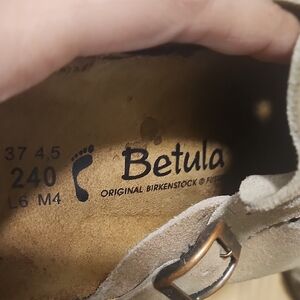 37 4,5
240
L6 M4
Betula
ORIGINAL BIRKENSTOCK ®